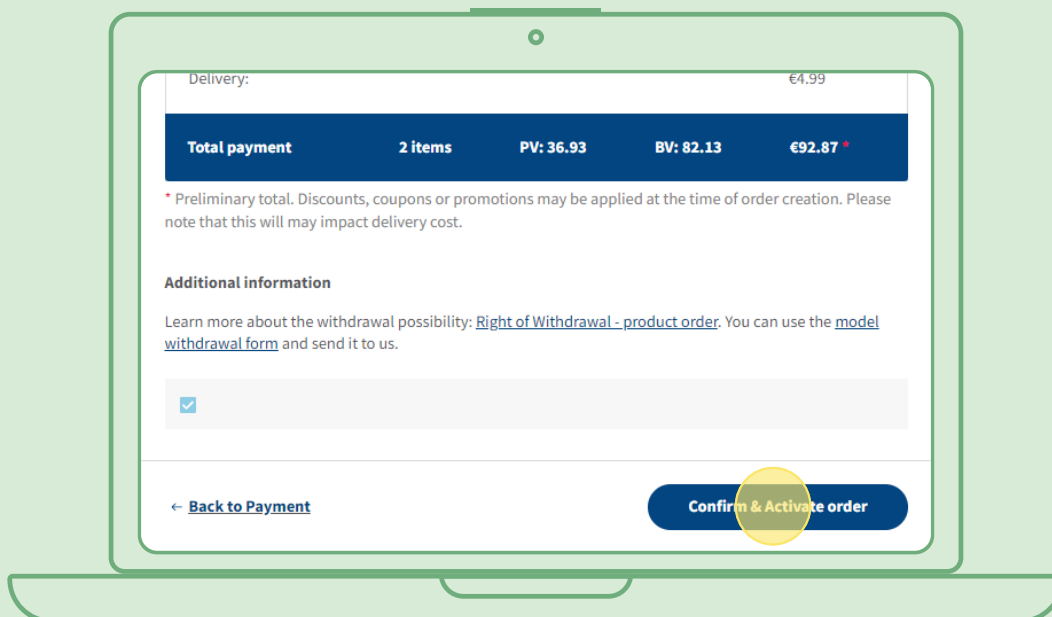 Delivery: €4.99
Total payment 2 items PV: 36.93 BV: 82.13 €92.87 *
* Preliminary total. Discounts, coupons or promotions may be applied at the time of order creation. Please
note that this will may impact delivery cost.
Additional information
Learn more about the withdrawal possibility: Right of Withdrawal - product order. You can use the model
withdrawal form and send it to us.
← Back to Payment Confirm & Activate order